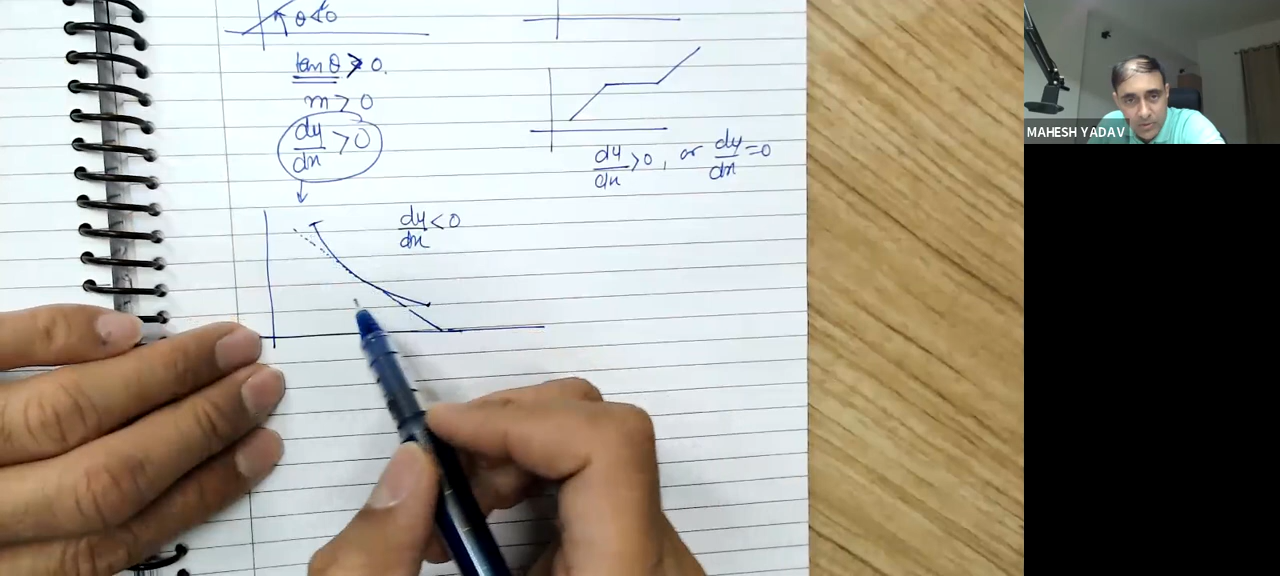 θ < 0
tan θ > 0.
m > 0
dy/dx > 0
dy/dx > 0, or dy/dx = 0
dy/dx < 0
MAHESH YADAV